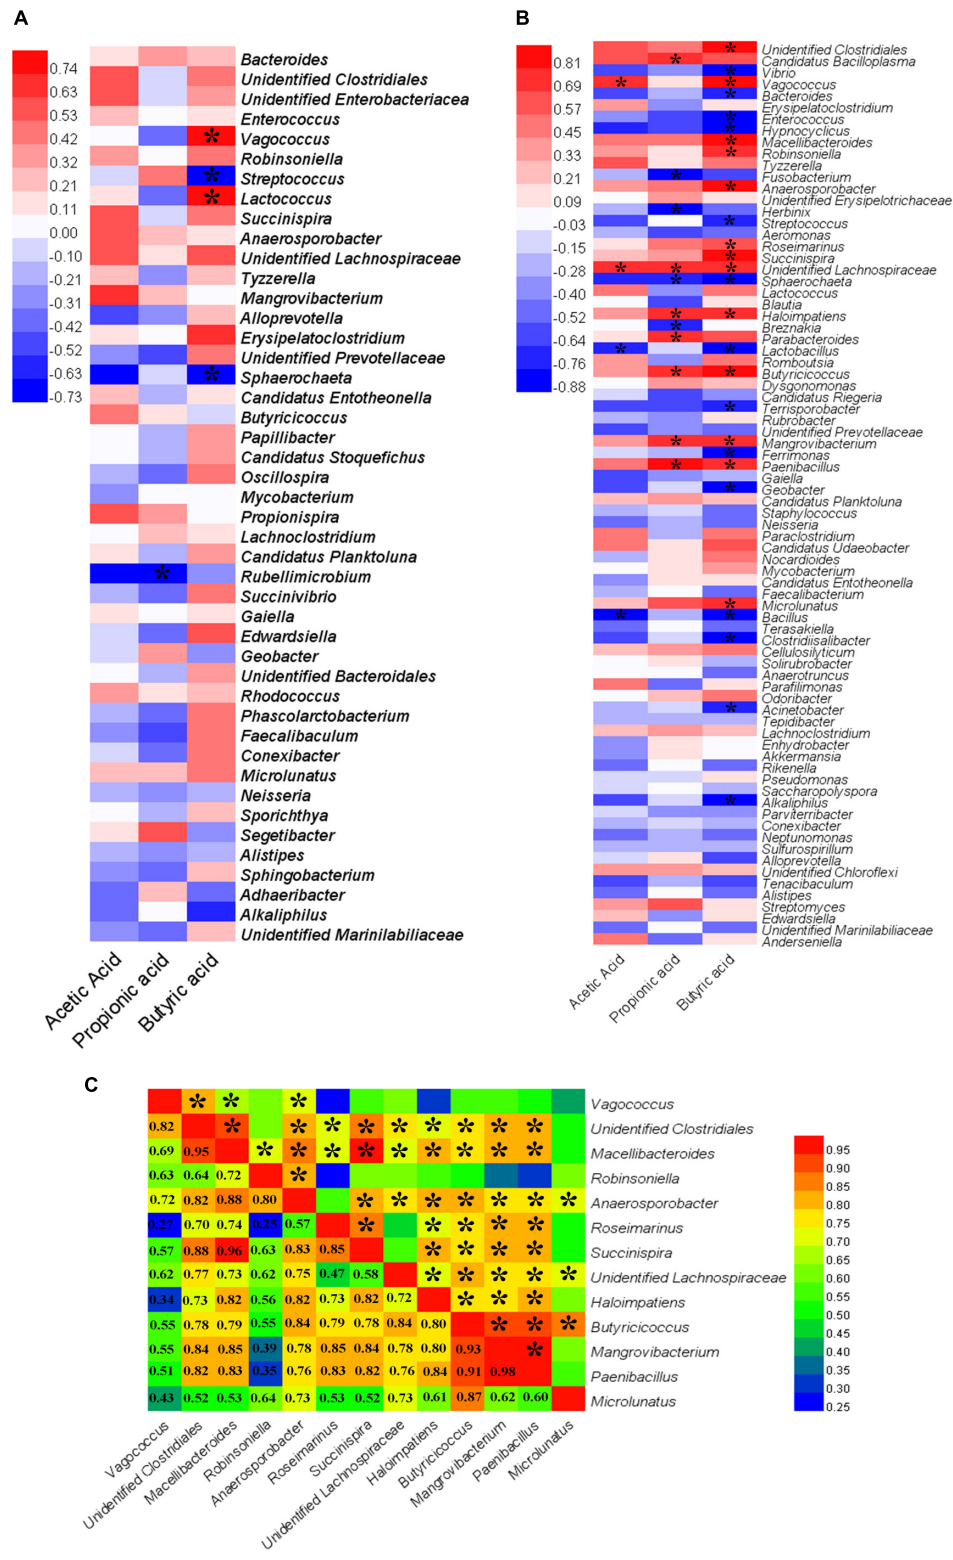 A
0.74
0.63
0.53
0.42
0.32
0.21
0.11
0.00
-0.10
-0.21
-0.31
-0.42
-0.52
-0.63
-0.73
Bacteroides
Unidentified Clostridiales
Unidentified Enterobacteriacea
Enterococcus
Vagococcus
*
Robinsoniella
Streptococcus
*
Lactococcus
*
Succinispira
Anaerosporobacter
Unidentified Lachnospiraceae
Tyzzerella
Mangrovibacterium
Alloprevotella
Erysipelatoclostridium
Unidentified Prevotellaceae
Sphaerochaeta
*
Candidatus Entotheonella
Butyricicoccus
Papillibacter
Candidatus Stoquefichus
Oscillospira
Mycobacterium
Propionispira
Lachnoclostridium
Candidatus Planktoluna
Rubellimicrobium
*
Succinivibrio
Gaiella
Edwardsiella
Geobacter
Unidentified Bacteroidales
Rhodococcus
Phascolarctobacterium
Faecalibaculum
Conexibacter
Microlunatus
Neisseria
Sporichthya
Segetibacter
Alistipes
Sphingobacterium
Adhaeribacter
Alkaliphilus
Unidentified Marinilabiliaceae
Acetic Acid
Propionic acid
Butyric acid
B
0.81
0.69
0.57
0.45
0.33
0.21
0.09
-0.03
-0.15
-0.28
-0.40
-0.52
-0.64
-0.76
-0.88
* Unidentified Clostridiales
* Candidatus Bacilloplasma
* Vibrio
* * Vagococcus
* Bacteroides
Erysipelatoclostridium
* Enterococcus
* Hypnocyclicus
* Macellibacteroides
* Robinsoniella
Tyzzerella
* Fusobacterium
* Anaerosporobacter
Unidentified Erysipelotrichaceae
* Herbinix
* Streptococcus
Aeromonas
* Roseimarinus
* Succinispira
* * * Unidentified Lachnospiraceae
* * Sphaerochaeta
Lactococcus
Blautia
* * Haloimpatiens
* Breznakia
* Parabacteroides
* * Lactobacillus
Romboutsia
* * Butyricicoccus
Dysgonomonas
Candidatus Riegeria
* Terrisporobacter
Rubrobacter
Unidentified Prevotellaceae
* * Mangrovibacterium
* Ferrimonas
* * Paenibacillus
Gaiella
* Geobacter
Candidatus Planktoluna
Staphylococcus
Neisseria
Paraclostridium
Candidatus Udaeobacter
Nocardioides
Mycobacterium
Candidatus Entotheonella
Faecalibacterium
* Microlunatus
* * Bacillus
Terasakiella
* Clostridiisalibacter
Cellulosilyticum
Solirubrobacter
Anaerotruncus
Parafilimonas
Odoribacter
* Acinetobacter
Tepidibacter
Lachnoclostridium
Enhydrobacter
Akkermansia
Rikenella
Pseudomonas
Saccharopolyspora
* Alkaliphilus
Parviterribacter
Conexibacter
Neptunomonas
Sulfurospirillum
Alloprevotella
Unidentified Chloroflexi
Tenacibaculum
Alistipes
Streptomyces
Edwardsiella
Unidentified Marinilabiliaceae
Anderseniella
Acetic Acid
Propionic acid
Butyric acid
C
* * * Vagococcus
0.82 * * * * * * * * * Unidentified Clostridiales
0.69 0.95 * * * * * * * * * Macellibacteroides
0.63 0.64 0.72 * Robinsoniella
0.72 0.82 0.88 0.80 * * * * * * * Anaerosporobacter
0.27 0.70 0.74 0.25 0.57 * * * * * Roseimarinus
0.57 0.88 0.96 0.63 0.83 0.85 * * * * Succinispira
0.62 0.77 0.73 0.62 0.75 0.47 0.58 * * * * * Unidentified Lachnospiraceae
0.34 0.73 0.82 0.56 0.82 0.73 0.82 0.72 * * * Haloimpatiens
0.55 0.78 0.79 0.55 0.84 0.79 0.78 0.84 0.80 * * * Butyricicoccus
0.55 0.84 0.85 0.39 0.78 0.85 0.84 0.78 0.80 0.93 * Mangrovibacterium
0.51 0.82 0.83 0.35 0.76 0.83 0.82 0.76 0.84 0.91 0.98 Paenibacillus
0.43 0.52 0.53 0.64 0.73 0.53 0.52 0.73 0.61 0.87 0.62 0.60 Microlunatus
Vagococcus
Unidentified Clostridiales
Macellibacteroides
Robinsoniella
Anaerosporobacter
Roseimarinus
Succinispira
Unidentified Lachnospiraceae
Haloimpatiens
Butyricicoccus
Mangrovibacterium
Paenibacillus
Microlunatus
0.95
0.90
0.85
0.80
0.75
0.70
0.65
0.60
0.55
0.50
0.45
0.40
0.35
0.30
0.25